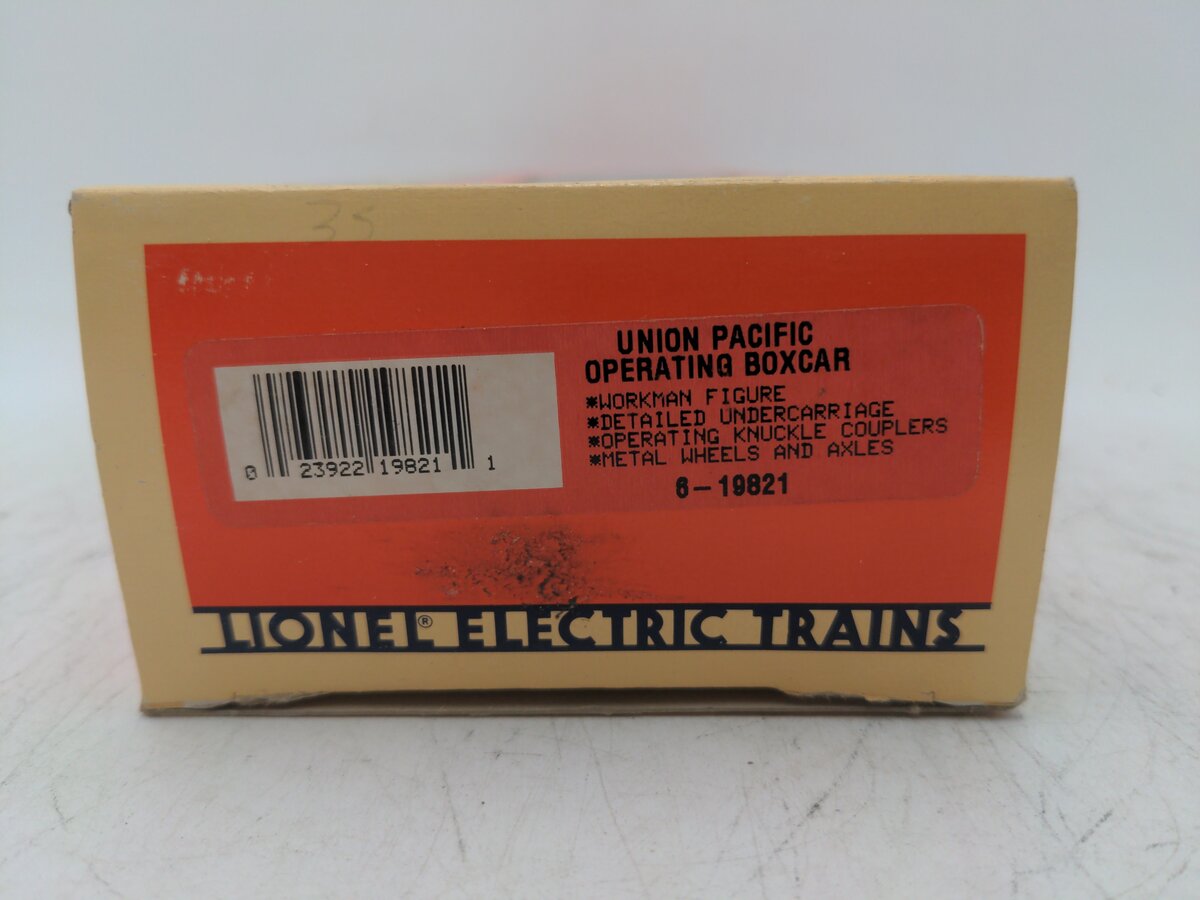 35
UNION PACIFIC
OPERATING BOXCAR
*WORKMAN FIGURE
*DETAILED UNDERCARRIAGE
*OPERATING KNUCKLE COUPLERS
*METAL WHEELS AND AXLES
6-19821
0 23922 19821 1
LIONEL® ELECTRIC TRAINS